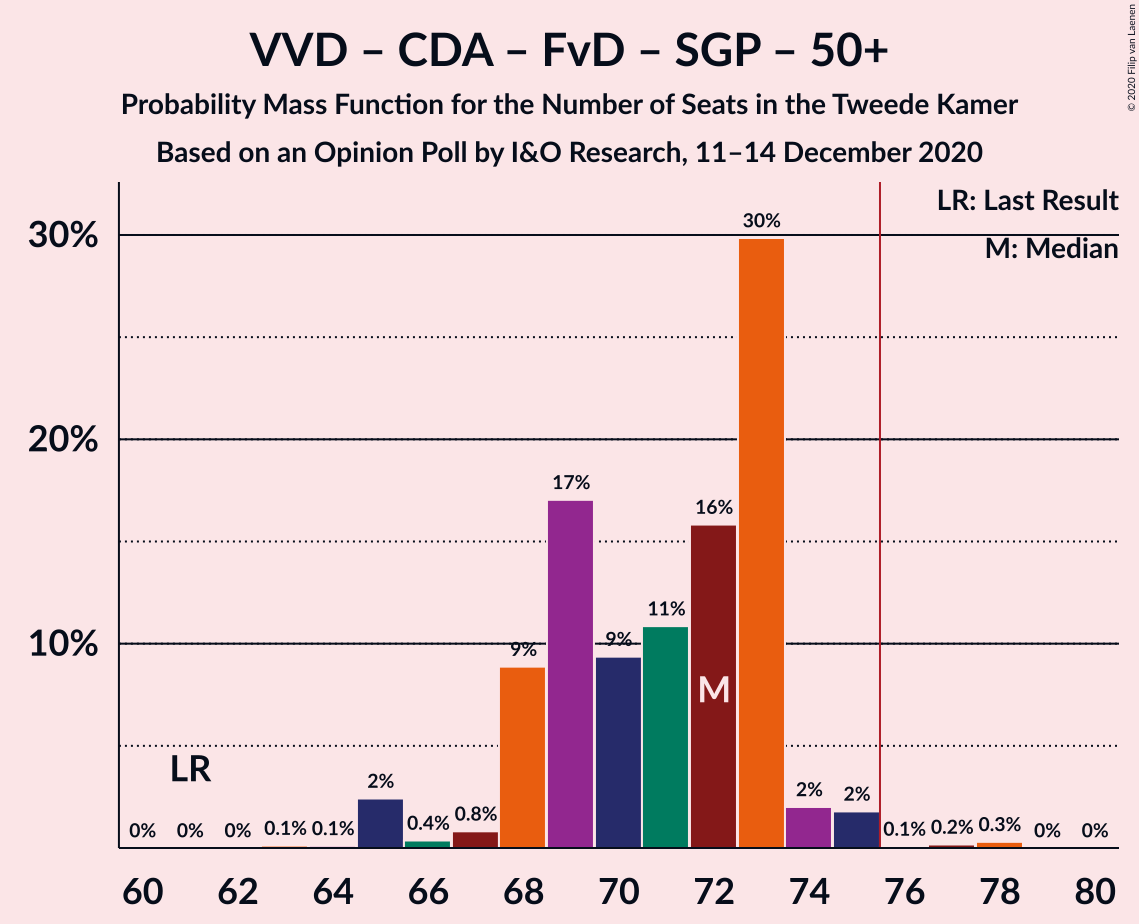 VVD – CDA – FvD – SGP – 50+
Probability Mass Function for the Number of Seats in the Tweede Kamer
Based on an Opinion Poll by I&O Research, 11–14 December 2020
© 2020 Filip van Laenen
LR: Last Result
M: Median
30%
20%
10%
0% 0% 0% 0.1% 0.1% 2% 0.4% 0.8% 9% 17% 9% 11% 16% 30% 2% 2% 0.1% 0.2% 0.3% 0% 0%
LR
M
60 62 64 66 68 70 72 74 76 78 80